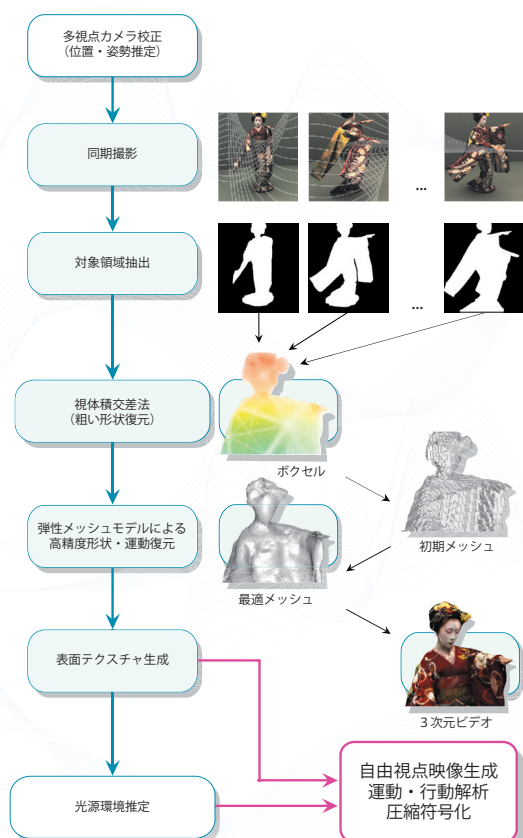 多視点カメラ校正
（位置・姿勢推定）
同期撮影
...
対象領域抽出
...
視体積交差法
（粗い形状復元）
ボクセル
弾性メッシュモデルによる
高精度形状・運動復元
初期メッシュ
最適メッシュ
表面テクスチャ生成
３次元ビデオ
自由視点映像生成
運動・行動解析
圧縮符号化
光源環境推定